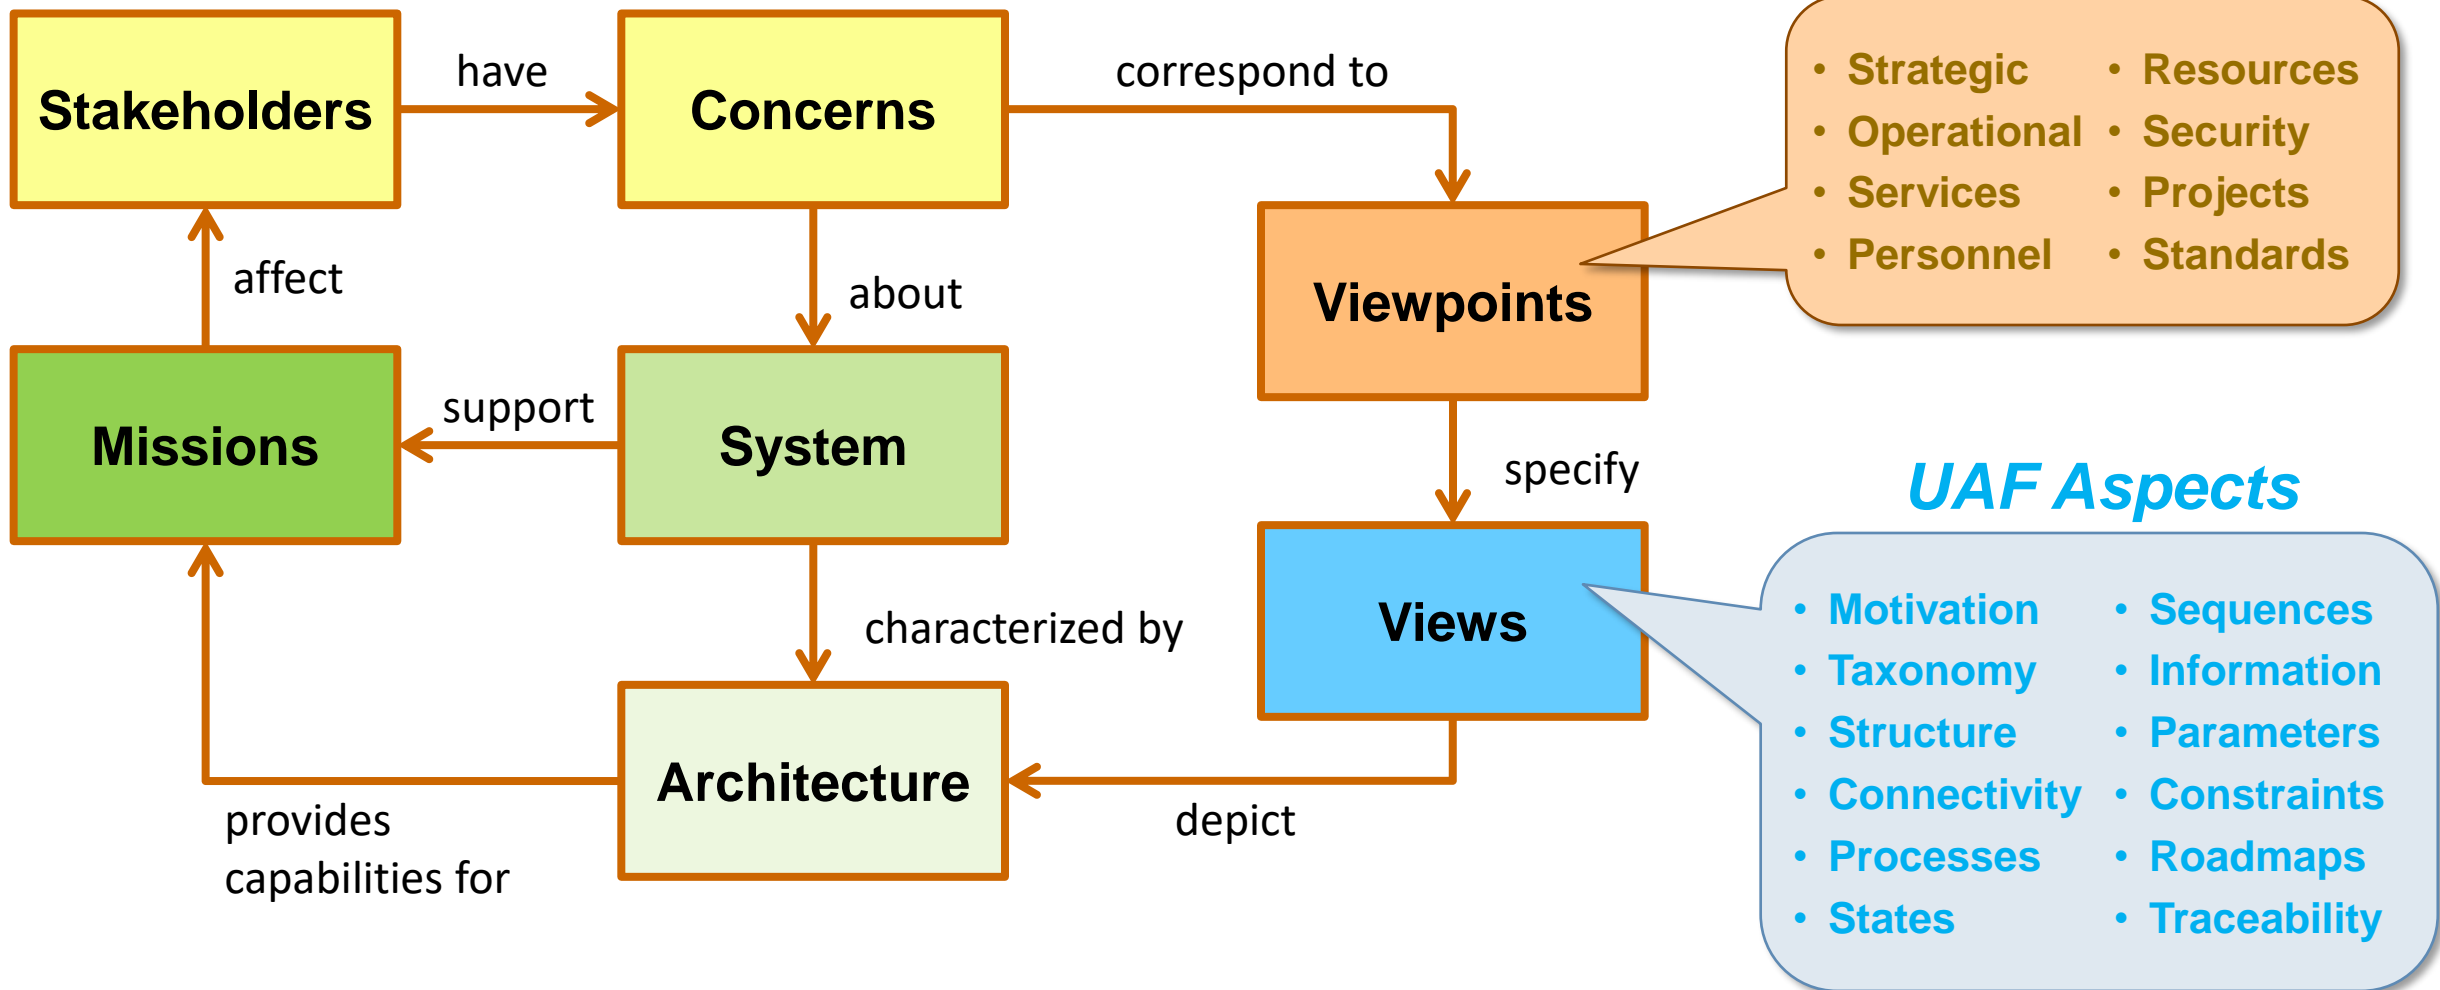 Stakeholders
have
Concerns
correspond to
• Strategic
• Operational
• Services
• Personnel
• Resources
• Security
• Projects
• Standards
affect
about
Viewpoints
Missions
support
System
specify
UAF Aspects
characterized by
Views
• Motivation
• Taxonomy
• Structure
• Connectivity
• Processes
• States
• Sequences
• Information
• Parameters
• Constraints
• Roadmaps
• Traceability
Architecture
provides
capabilities for
depict